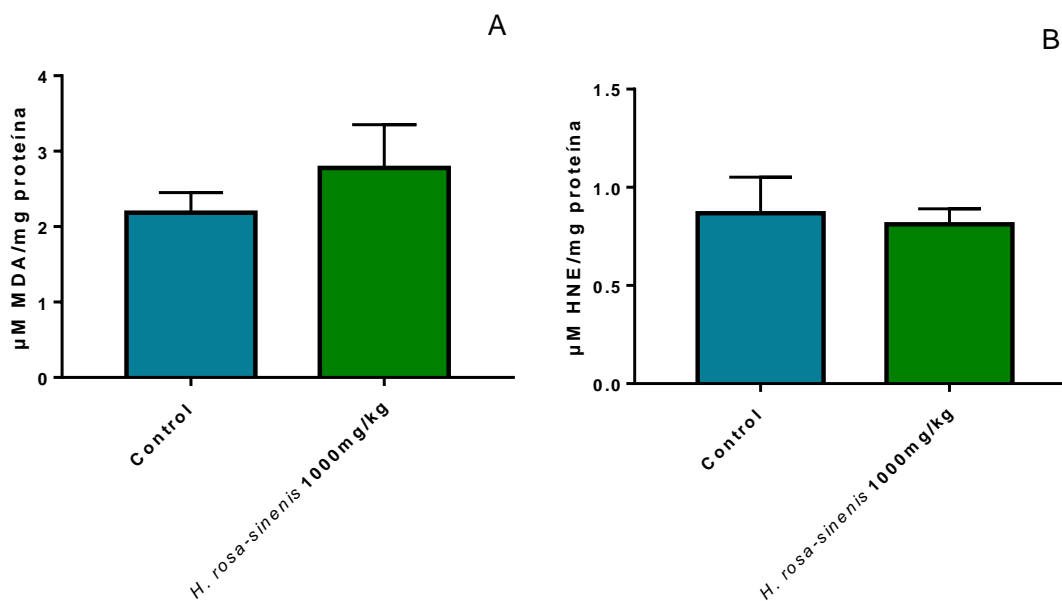 A
µM MDA/mg proteína
4
3
2
1
0
Control
H. rosa-sinenis 1000mg/kg
B
µM HNE/mg proteína
1.5
1.0
0.5
0.0
Control
H. rosa-sinenis 1000mg/kg